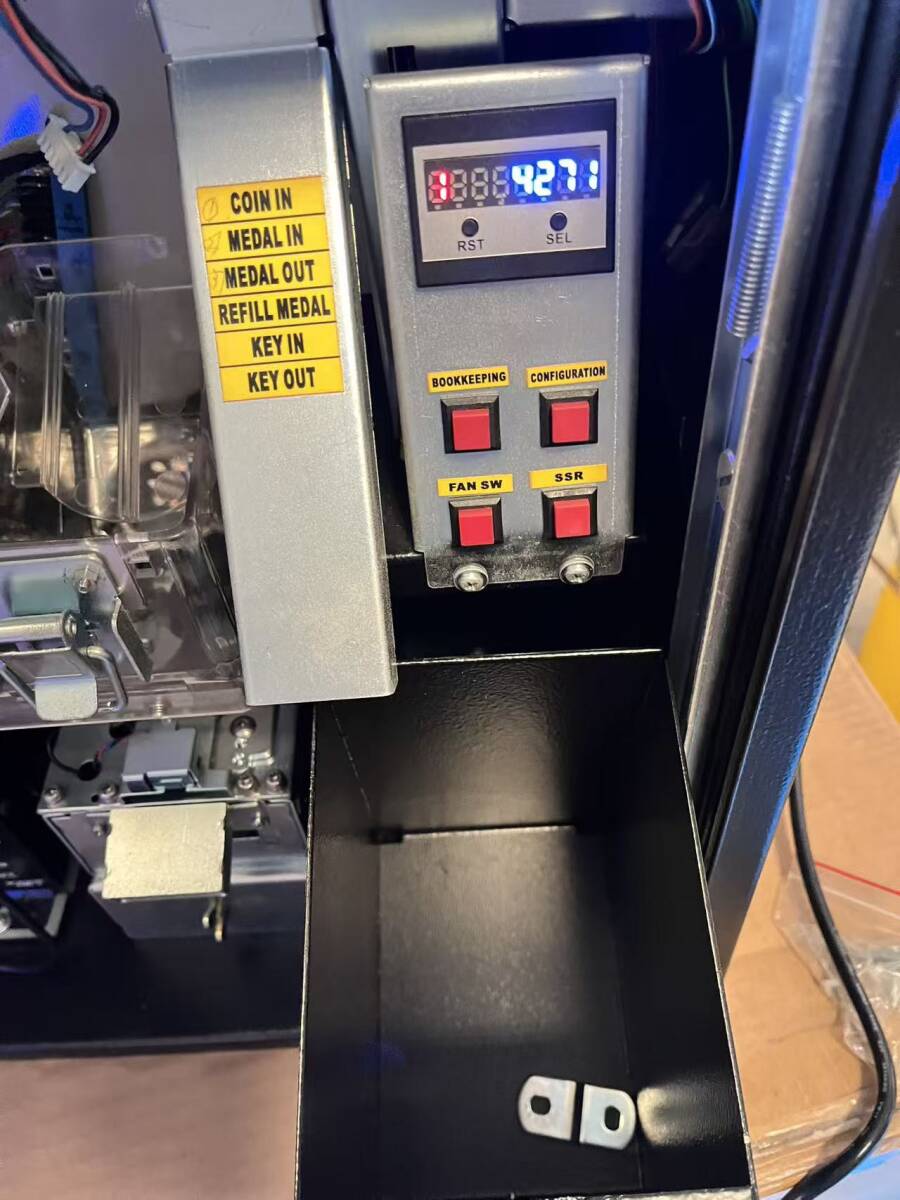 COIN IN
MEDAL IN
MEDAL OUT
REFILL MEDAL
KEY IN
KEY OUT
1 4271
RST SEL
BOOKKEEPING CONFIGURATION
FAN SW SSR